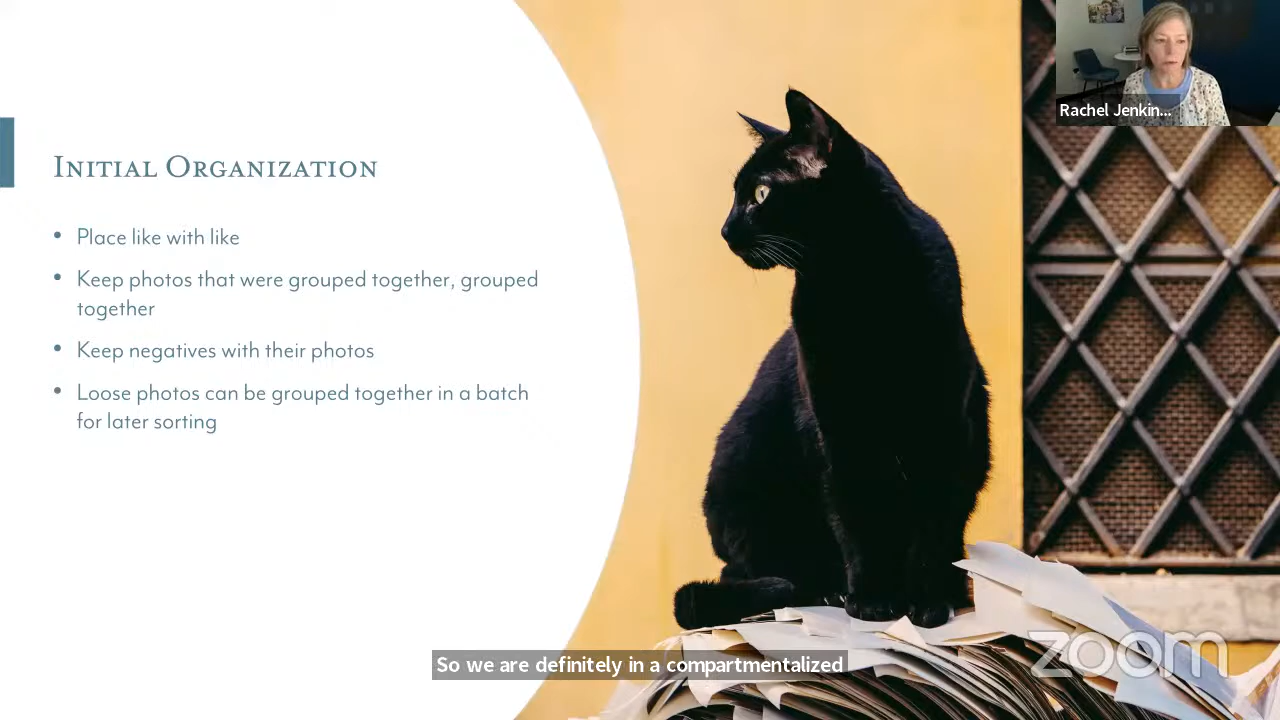 Rachel Jenkin...
INITIAL ORGANIZATION
• Place like with like
• Keep photos that were grouped together, grouped
together
• Keep negatives with their photos
• Loose photos can be grouped together in a batch
for later sorting
So we are definitely in a compartmentalized
zoom